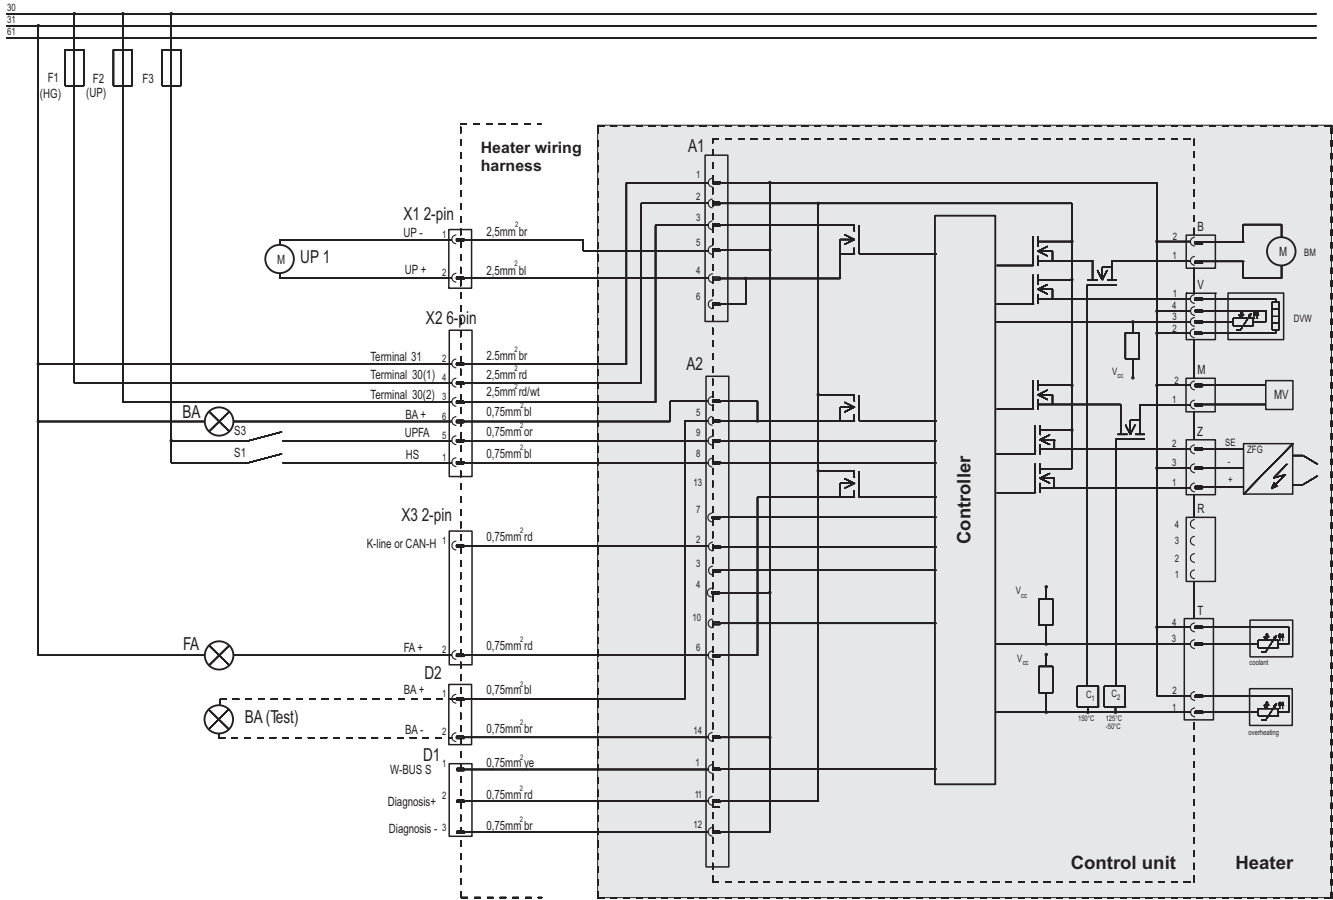 30
31
61
F1
(HG)
F2
(UP)
F3
Heater wiring
harness
A1
1
2
3
5
4
6
X1 2-pin
UP - 1 2,5mm² br
M UP 1
UP + 2 2,5mm² bl
X2 6-pin
Terminal 31 2 2.5mm² br
Terminal 30(1) 4 2,5mm² rd
Terminal 30(2) 3 2,5mm² rd/wt
BA BA + 6 0,75mm² bl
S3 UPFA 5 0,75mm² or
S1 HS 1 0,75mm² bl
A2
5
9
8
13
7
2
3
4
10
6
14
1
11
12
X3 2-pin
K-line or CAN-H 1 0,75mm² rd
FA FA + 2 0,75mm² rd
D2
BA + 1 0,75mm² bl
BA (Test)
BA - 2 0,75mm² br
D1
W-BUS S 1 0,75mm² ye
Diagnosis+ 2 0,75mm² rd
Diagnosis - 3 0,75mm² br
Controller
B
2
1
M BM
V
1
4
3
2
DVW
Vcc
M
2
1
MV
Z
2 SE ZFG
3 -
1 +
R
4
3
2
1
Vcc
Vcc
T
4
3
coolant
2
1
overheating
C1
150°C
C2
125°C
-50°C
Control unit
Heater